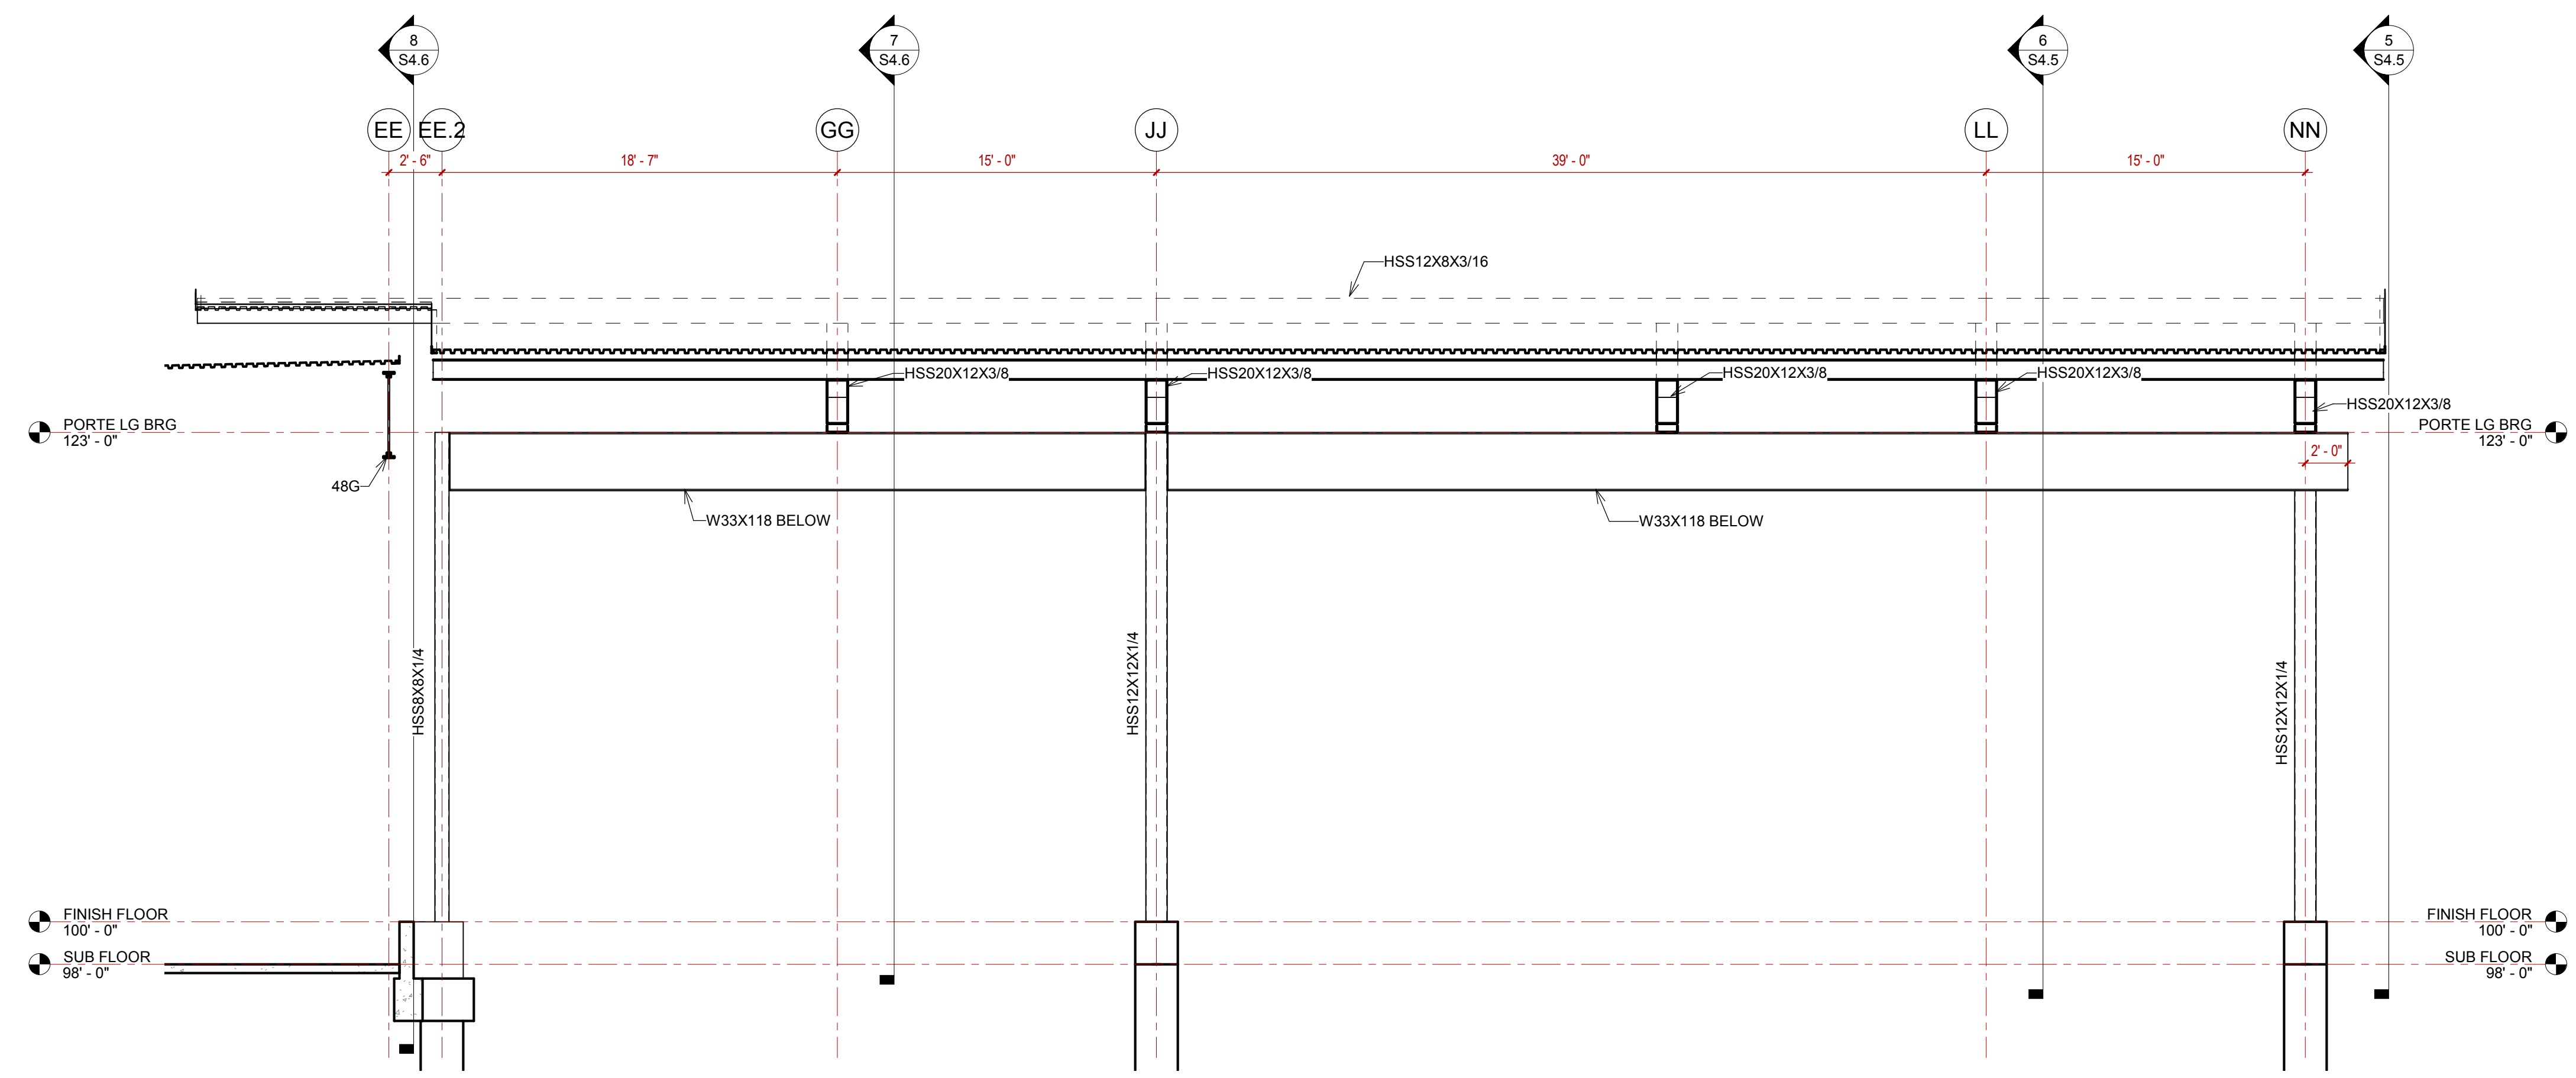 8
S4.6
7
S4.6
6
S4.5
5
S4.5
EE
EE.2
GG
JJ
LL
NN
2' - 6"
18' - 7"
15' - 0"
39' - 0"
15' - 0"
HSS12X8X3/16
HSS20X12X3/8
HSS20X12X3/8
HSS20X12X3/8
HSS20X12X3/8
HSS20X12X3/8
PORTE LG BRG
123' - 0"
PORTE LG BRG
123' - 0"
2' - 0"
48G
W33X118 BELOW
W33X118 BELOW
HSS8X8X1/4
HSS12X12X1/4
HSS12X12X1/4
FINISH FLOOR
100' - 0"
FINISH FLOOR
100' - 0"
SUB FLOOR
98' - 0"
SUB FLOOR
98' - 0"